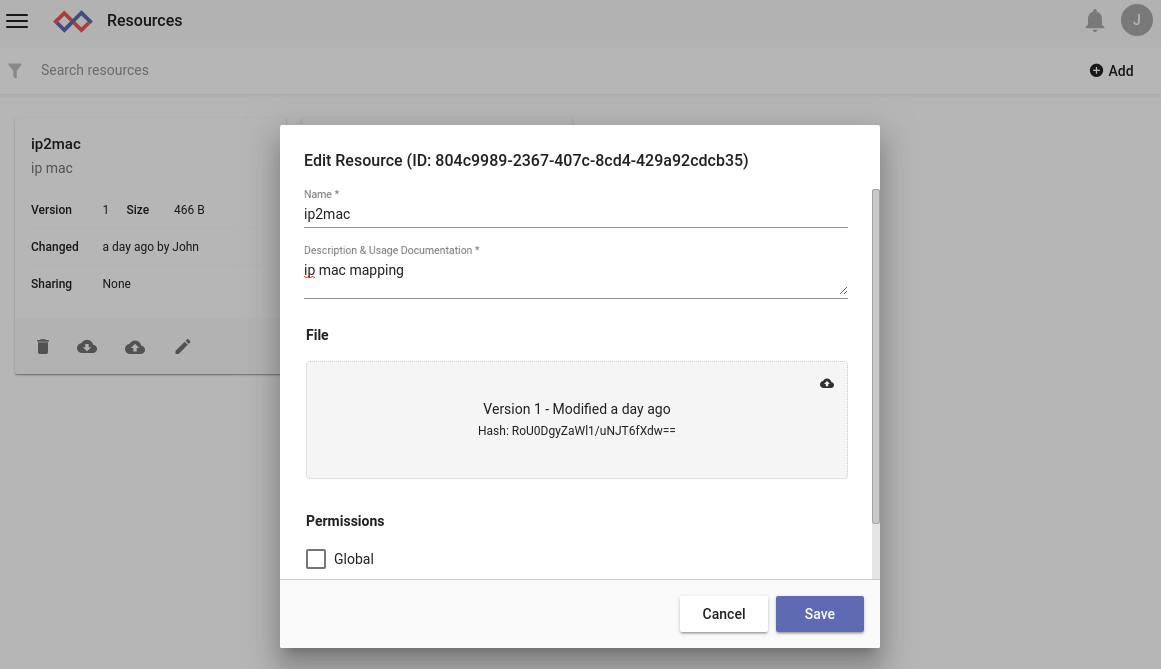 Resources
J
Search resources
Add
ip2mac
ip mac
Version 1 Size 466 B
Changed a day ago by John
Sharing None
Edit Resource (ID: 804c9989-2367-407c-8cd4-429a92cdcb35)
Name *
ip2mac
Description & Usage Documentation *
ip mac mapping
File
Version 1 - Modified a day ago
Hash: RoU0DgyZaWl1/uNJT6fXdw==
Permissions
Global
Cancel Save